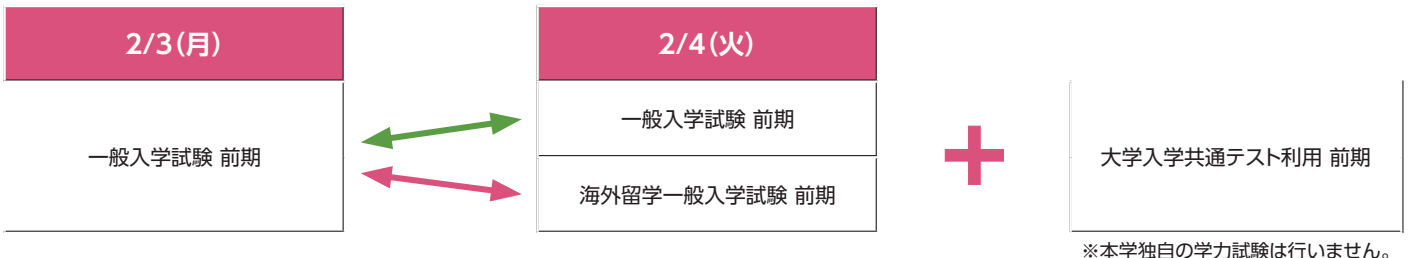 2/3(月)
一般入学試験 前期
2/4(火)
一般入学試験 前期
海外留学一般入学試験 前期
大学入学共通テスト利用 前期
※本学独自の学力試験は行いません。